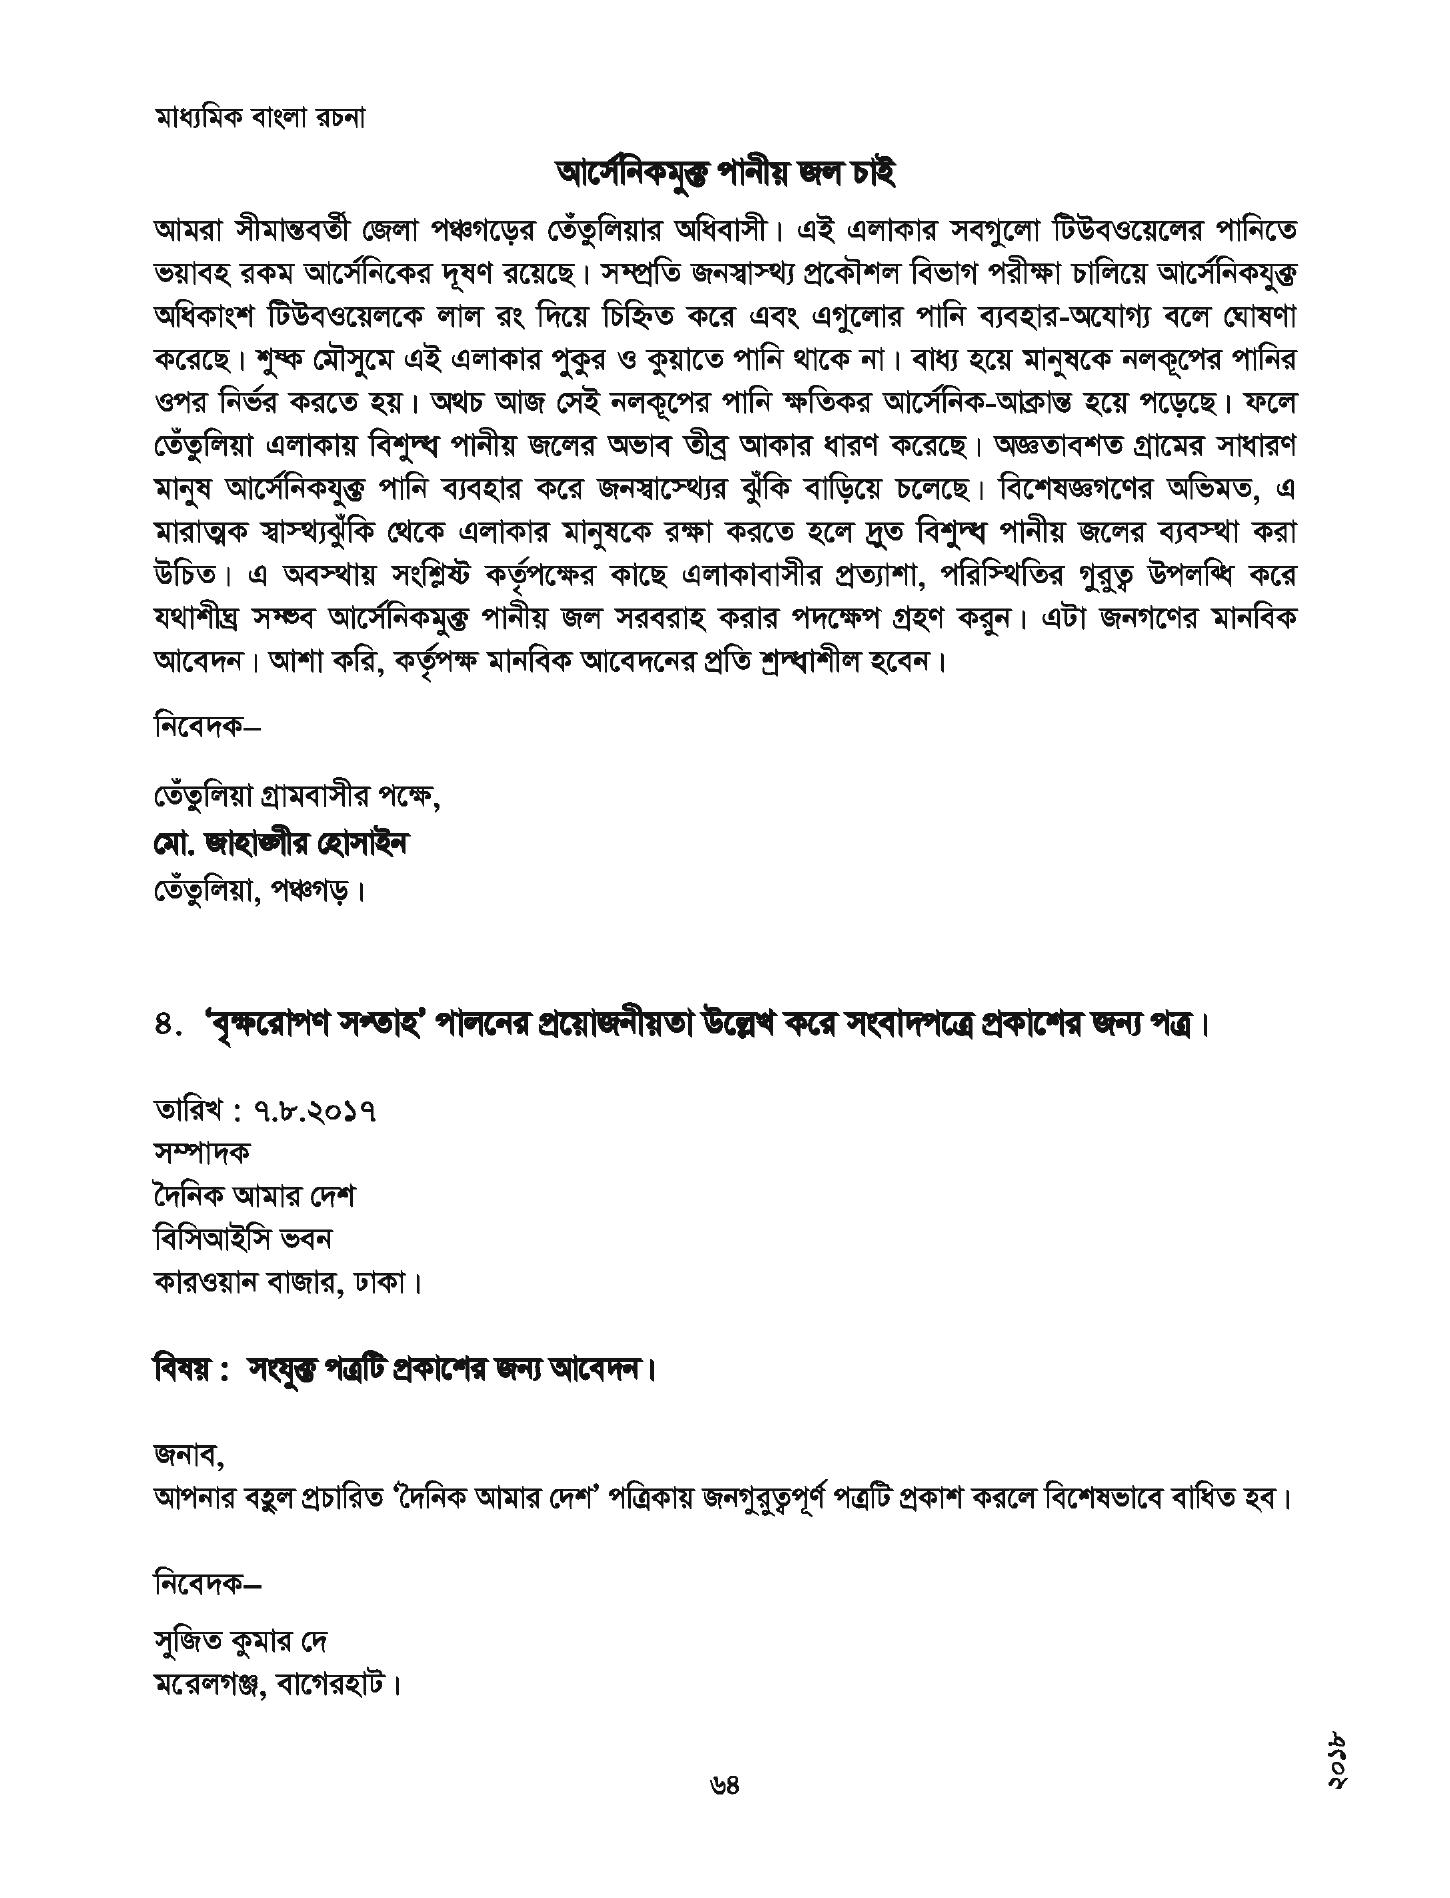 মাধ্যমিক বাংলা রচনা
আর্সেনিকমুক্ত পানীয় জল চাই
আমরা সীমান্তবর্তী জেলা পঞ্চগড়ের তেঁতুলিয়ার অধিবাসী। এই এলাকার সবগুলো টিউবওয়েলের পানিতে
ভয়াবহ রকম আর্সেনিকের দূষণ রয়েছে। সম্প্রতি জনস্বাস্থ্য প্রকৌশল বিভাগ পরীক্ষা চালিয়ে আর্সেনিকযুক্ত
অধিকাংশ টিউবওয়েলকে লাল রং দিয়ে চিহ্নিত করে এবং এগুলোর পানি ব্যবহার-অযোগ্য বলে ঘোষণা
করেছে। শুষ্ক মৌসুমে এই এলাকার পুকুর ও কুয়াতে পানি থাকে না। বাধ্য হয়ে মানুষকে নলকূপের পানির
ওপর নির্ভর করতে হয়। অথচ আজ সেই নলকূপের পানি ক্ষতিকর আর্সেনিক-আক্রান্ত হয়ে পড়েছে। ফলে
তেঁতুলিয়া এলাকায় বিশুদ্ধ পানীয় জলের অভাব তীব্র আকার ধারণ করেছে। অজ্ঞতাবশত গ্রামের সাধারণ
মানুষ আর্সেনিকযুক্ত পানি ব্যবহার করে জনস্বাস্থ্যের ঝুঁকি বাড়িয়ে চলেছে। বিশেষজ্ঞগণের অভিমত, এ
মারাত্মক স্বাস্থ্যঝুঁকি থেকে এলাকার মানুষকে রক্ষা করতে হলে দ্রুত বিশুদ্ধ পানীয় জলের ব্যবস্থা করা
উচিত। এ অবস্থায় সংশ্লিষ্ট কর্তৃপক্ষের কাছে এলাকাবাসীর প্রত্যাশা, পরিস্থিতির গুরুত্ব উপলব্ধি করে
যথাশীঘ্র সম্ভব আর্সেনিকমুক্ত পানীয় জল সরবরাহ করার পদক্ষেপ গ্রহণ করুন। এটা জনগণের মানবিক
আবেদন। আশা করি, কর্তৃপক্ষ মানবিক আবেদনের প্রতি শ্রদ্ধাশীল হবেন।
নিবেদক–
তেঁতুলিয়া গ্রামবাসীর পক্ষে,
মো. জাহাঙ্গীর হোসাইন
তেঁতুলিয়া, পঞ্চগড়।
৪. ‘বৃক্ষরোপণ সপ্তাহ’ পালনের প্রয়োজনীয়তা উল্লেখ করে সংবাদপত্রে প্রকাশের জন্য পত্র।
তারিখ : ৭.৮.২০১৭
সম্পাদক
দৈনিক আমার দেশ
বিসিআইসি ভবন
কারওয়ান বাজার, ঢাকা।
বিষয় : সংযুক্ত পত্রটি প্রকাশের জন্য আবেদন।
জনাব,
আপনার বহুল প্রচারিত ‘দৈনিক আমার দেশ’ পত্রিকায় জনগুরুত্বপূর্ণ পত্রটি প্রকাশ করলে বিশেষভাবে বাধিত হব।
নিবেদক–
সুজিত কুমার দে
মরেলগঞ্জ, বাগেরহাট।
৬৪
২০১৮